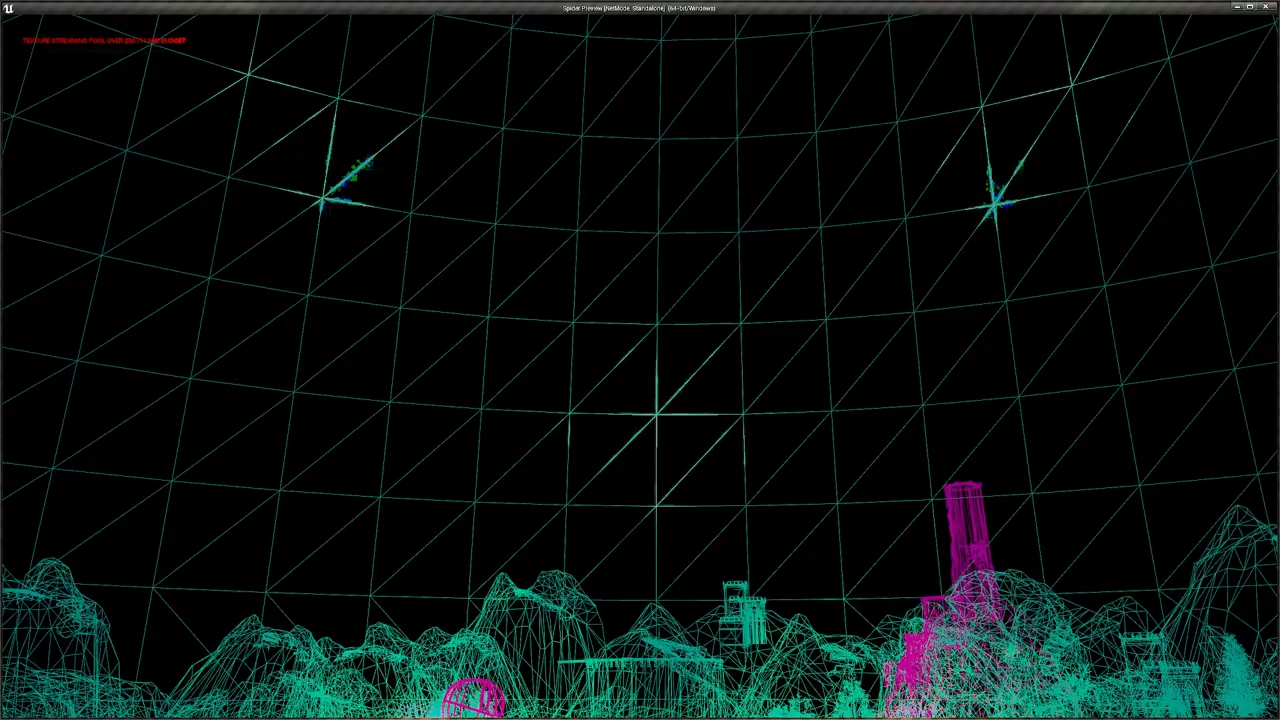 Spider Preview [NetMode: Standalone] (64-bit/Windows)
TEXTURE STREAMING POOL OVER BUDGET